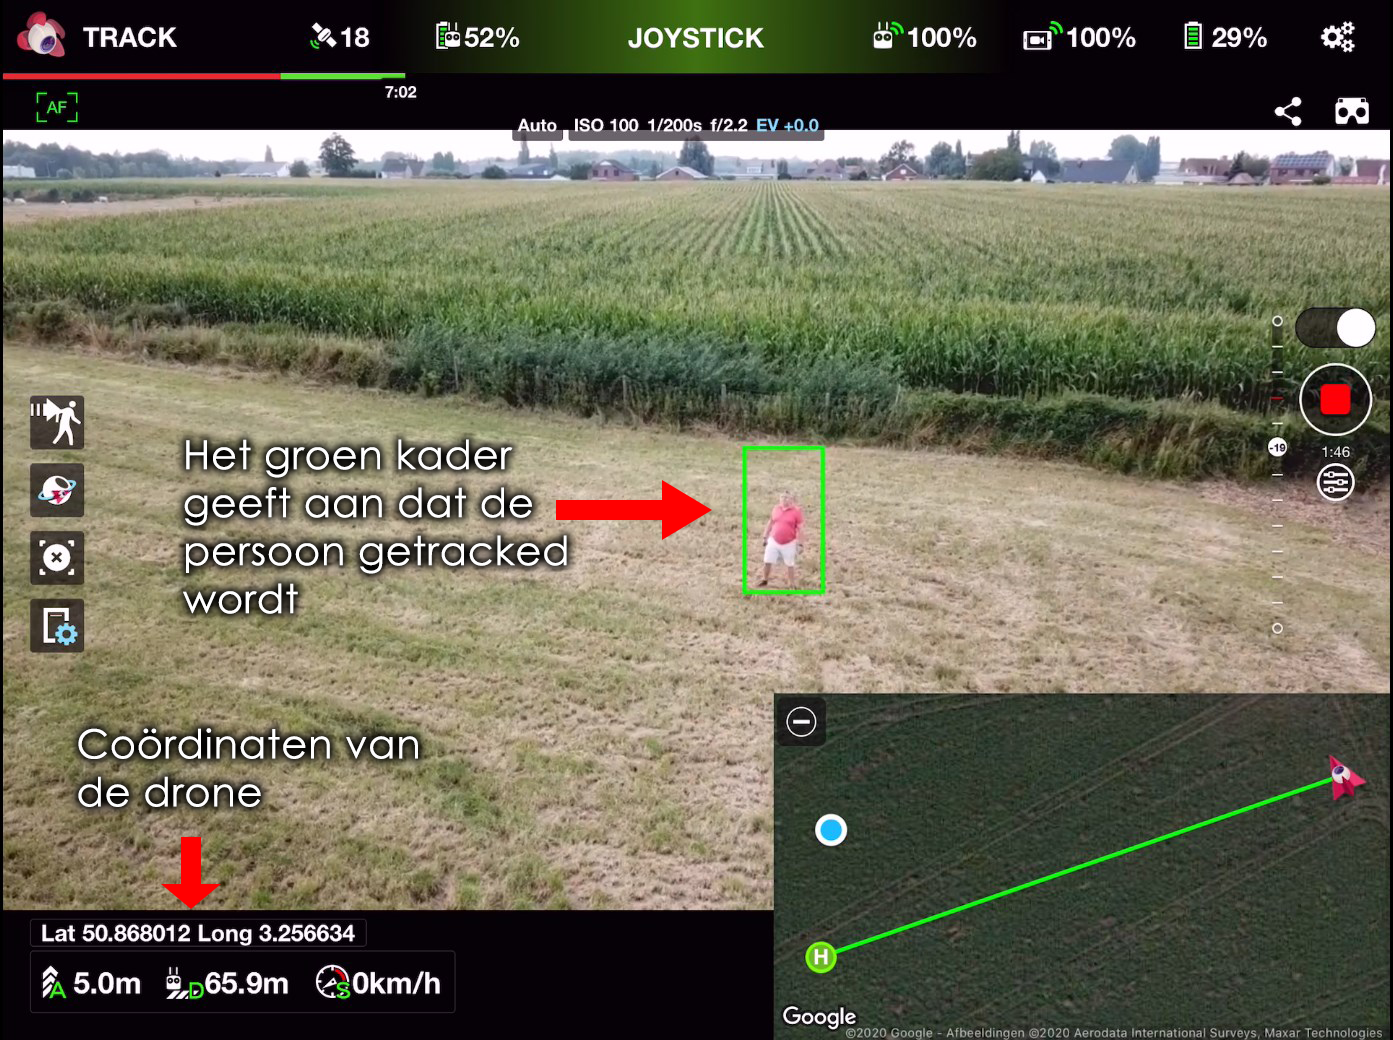 TRACK 18 52% JOYSTICK 100% 100% 29%
7:02
AF
Auto ISO 100 1/200s f/2.2 EV +0.0
-19
1:46
Het groen kader
geeft aan dat de
persoon getracked
wordt
Coördinaten van
de drone
Lat 50.868012 Long 3.256634
A 5.0m D 65.9m S 0km/h
H
Google
©2020 Google - Afbeeldingen ©2020 Aerodata International Surveys, Maxar Technologies